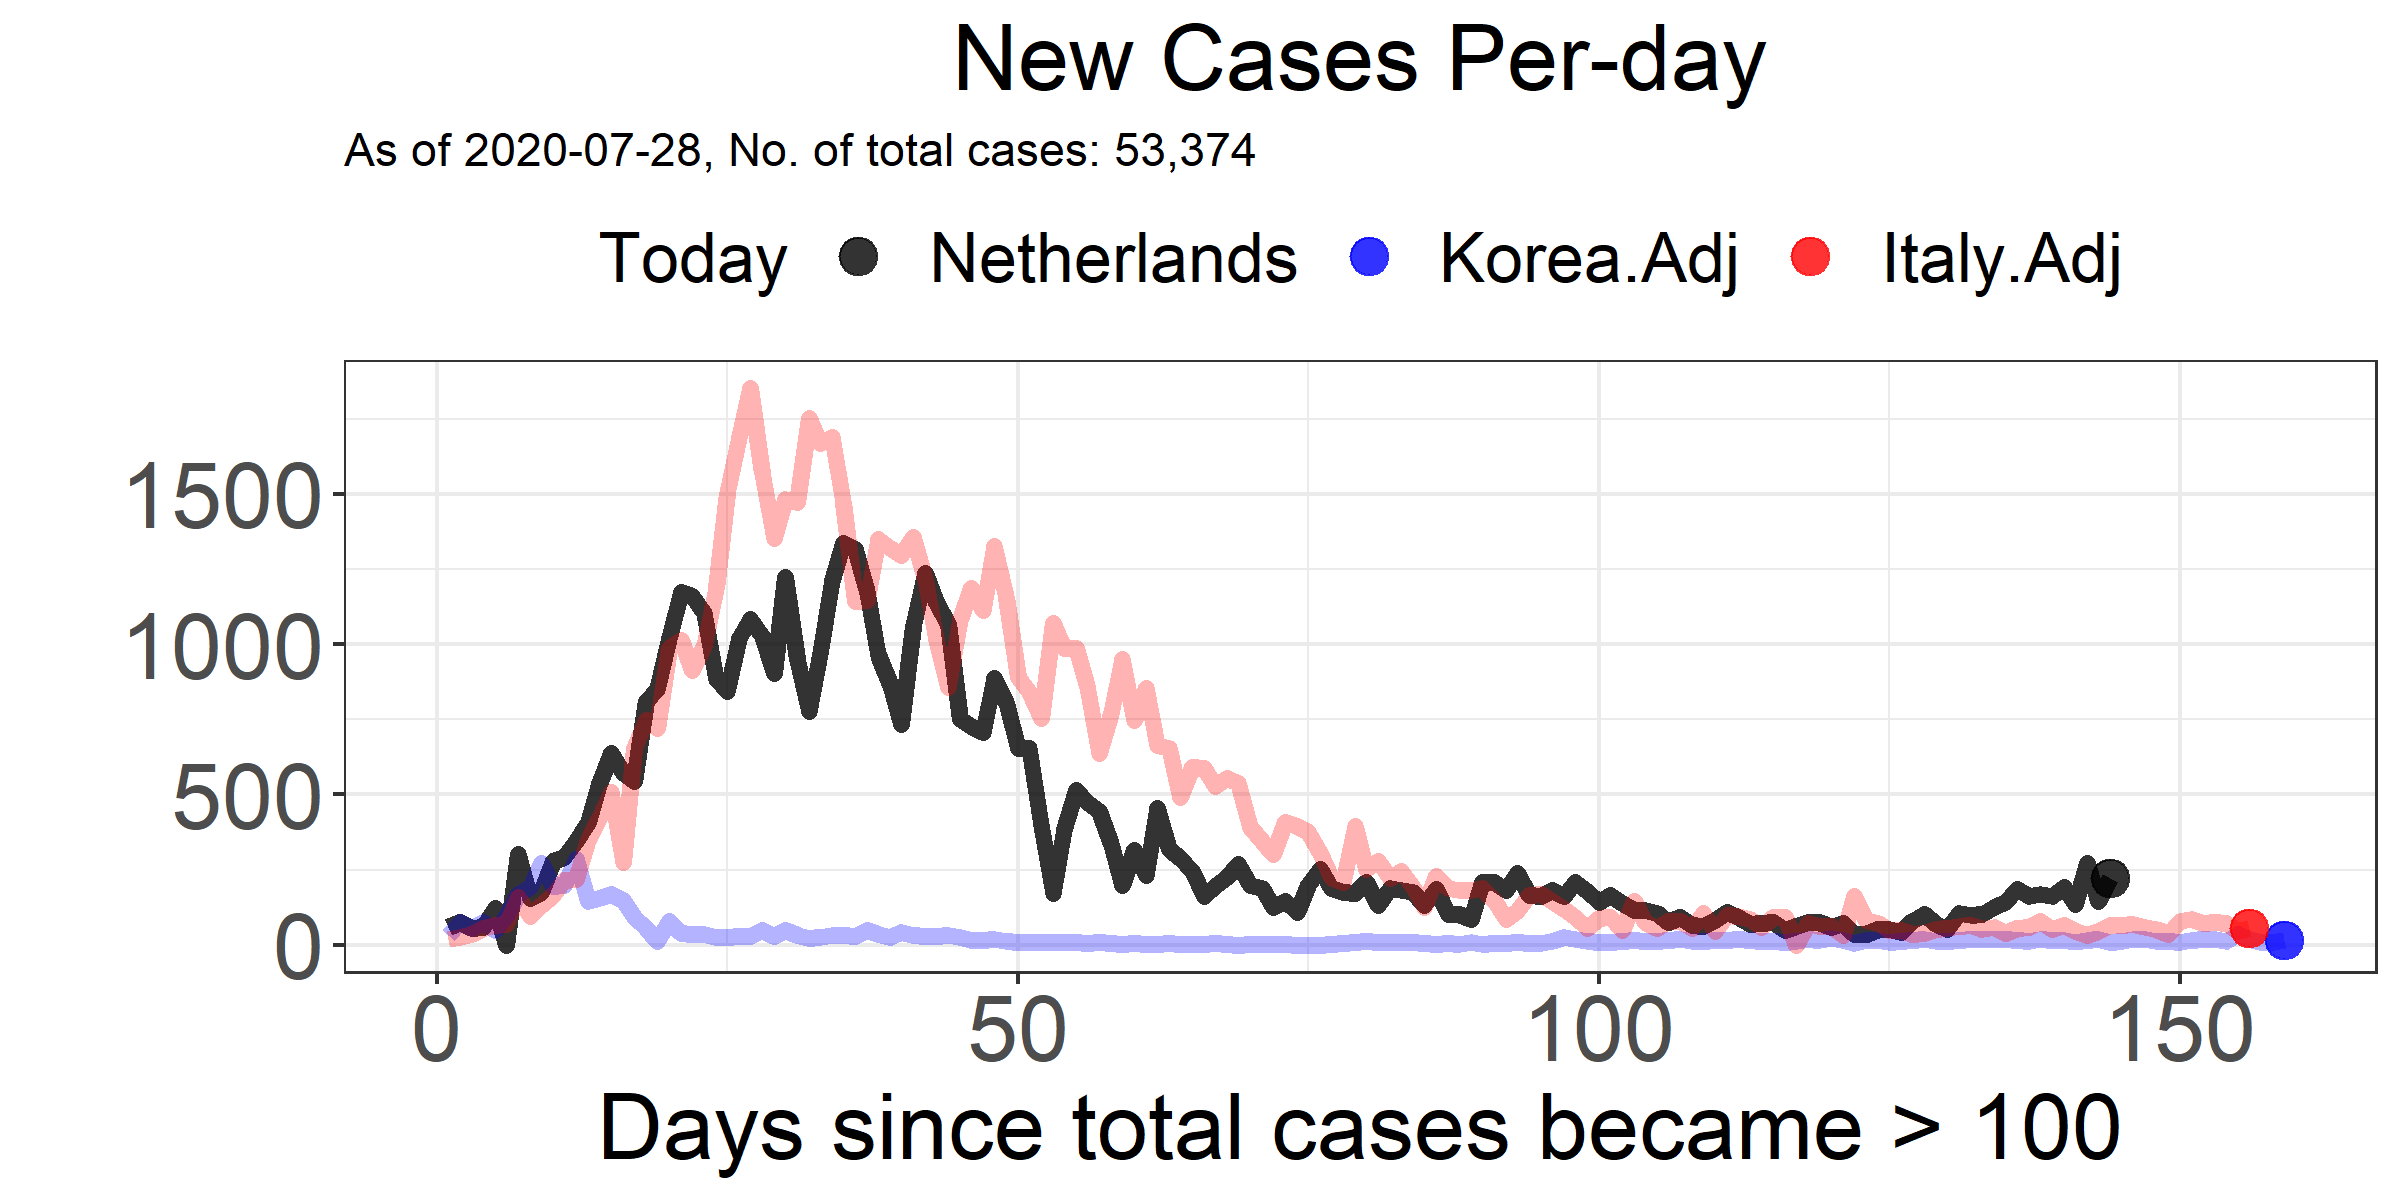 New Cases Per-day
As of 2020-07-28, No. of total cases: 53,374
Today Netherlands Korea.Adj Italy.Adj
1500
1000
500
0
0 50 100 150
Days since total cases became > 100